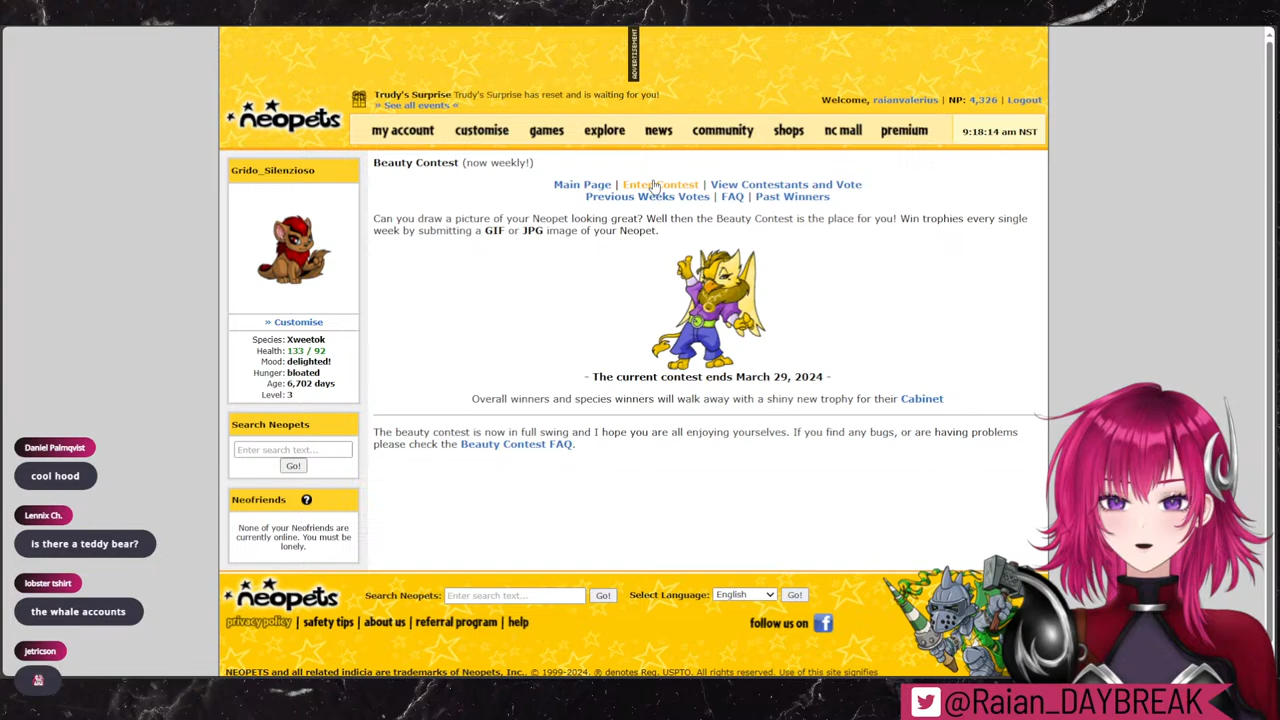 ADVERTISEMENT
Trudy's Surprise Trudy's Surprise has reset and is waiting for you!
» See all events «
Welcome, raianvalerius | NP: 4,326 | Logout
neopets
my account customise games explore news community shops nc mall premium
9:18:14 am NST
Grido_Silenzioso
» Customise
Species: Xweetok
Health: 133 / 92
Mood: delighted!
Hunger: bloated
Age: 6,702 days
Level: 3
Search Neopets
Enter search text...
Go!
Neofriends ?
None of your Neofriends are
currently online. You must be
lonely.
Beauty Contest (now weekly!)
Main Page | Enter Contest | View Contestants and Vote
Previous Weeks Votes | FAQ | Past Winners
Can you draw a picture of your Neopet looking great? Well then the Beauty Contest is the place for you! Win trophies every single
week by submitting a GIF or JPG image of your Neopet.
- The current contest ends March 29, 2024 -
Overall winners and species winners will walk away with a shiny new trophy for their Cabinet
The beauty contest is now in full swing and I hope you are all enjoying yourselves. If you find any bugs, or are having problems
please check the Beauty Contest FAQ.
Daniel Palmqvist
cool hood
Lennix Ch.
is there a teddy bear?
lobster tshirt
the whale accounts
jetricson
neopets
Search Neopets: Enter search text... Go! Select Language: English Go!
privacy policy | safety tips | about us | referral program | help
follow us on f
NEOPETS and all related indicia are trademarks of Neopets, Inc., © 1999-2024. ® denotes Reg. USPTO. All rights reserved. Use of this site signifies
@Raian_DAYBREAK